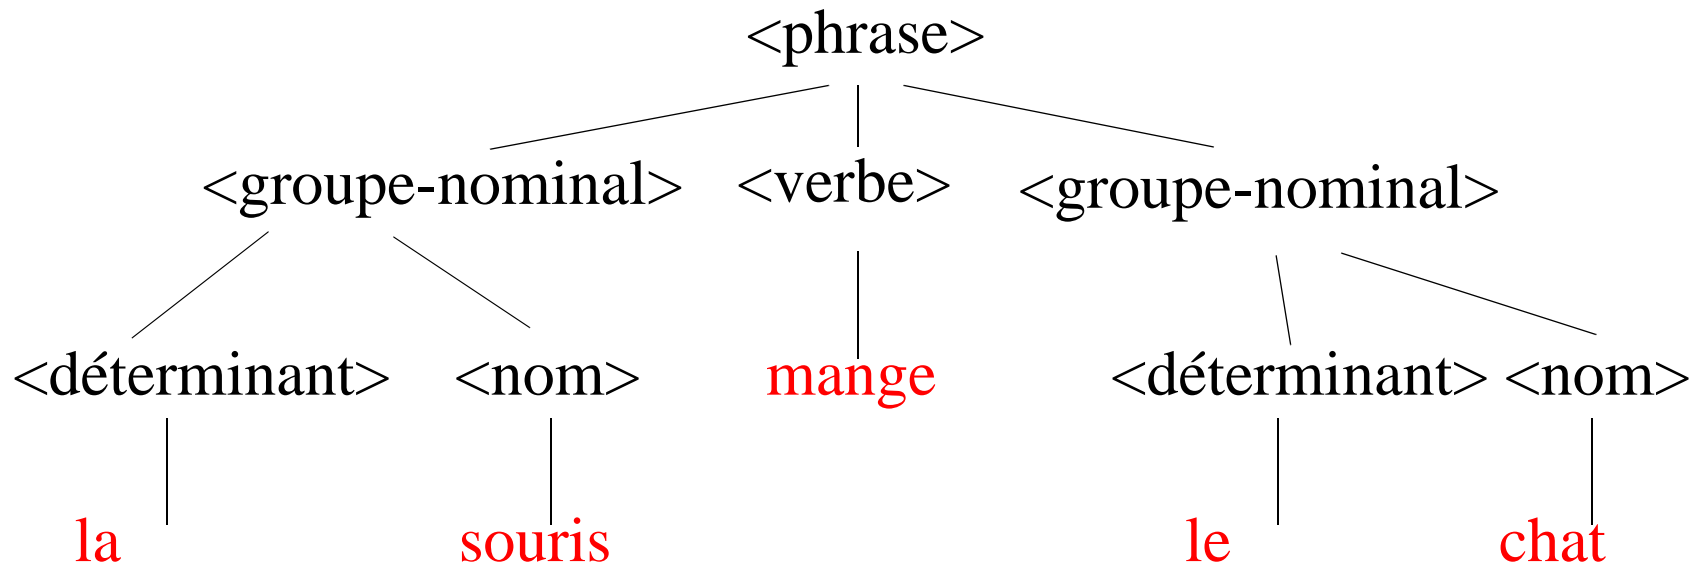 <phrase>
<groupe-nominal> <verbe> <groupe-nominal>
<déterminant> <nom> mange <déterminant> <nom>
la souris le chat